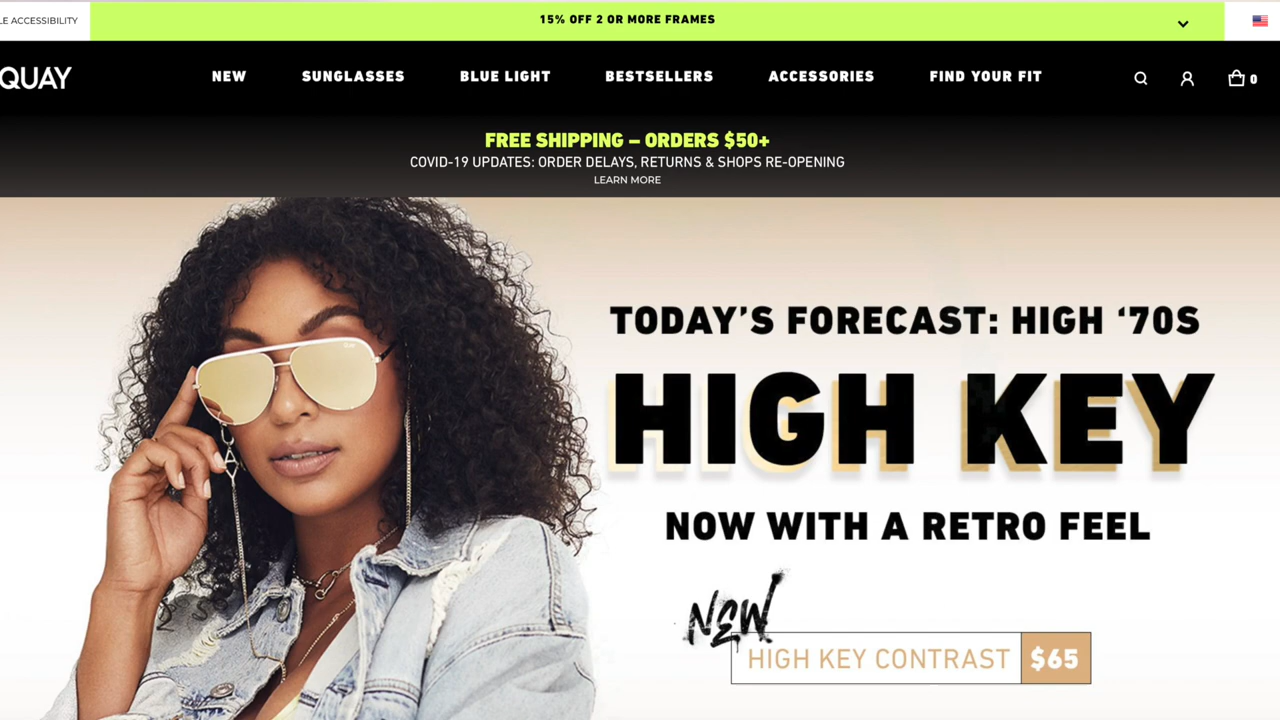 LE ACCESSIBILITY
15% OFF 2 OR MORE FRAMES
QUAY
NEW
SUNGLASSES
BLUE LIGHT
BESTSELLERS
ACCESSORIES
FIND YOUR FIT
0
FREE SHIPPING – ORDERS $50+
COVID-19 UPDATES: ORDER DELAYS, RETURNS & SHOPS RE-OPENING
LEARN MORE
TODAY’S FORECAST: HIGH ‘70S
HIGH KEY
NOW WITH A RETRO FEEL
NEW
HIGH KEY CONTRAST $65